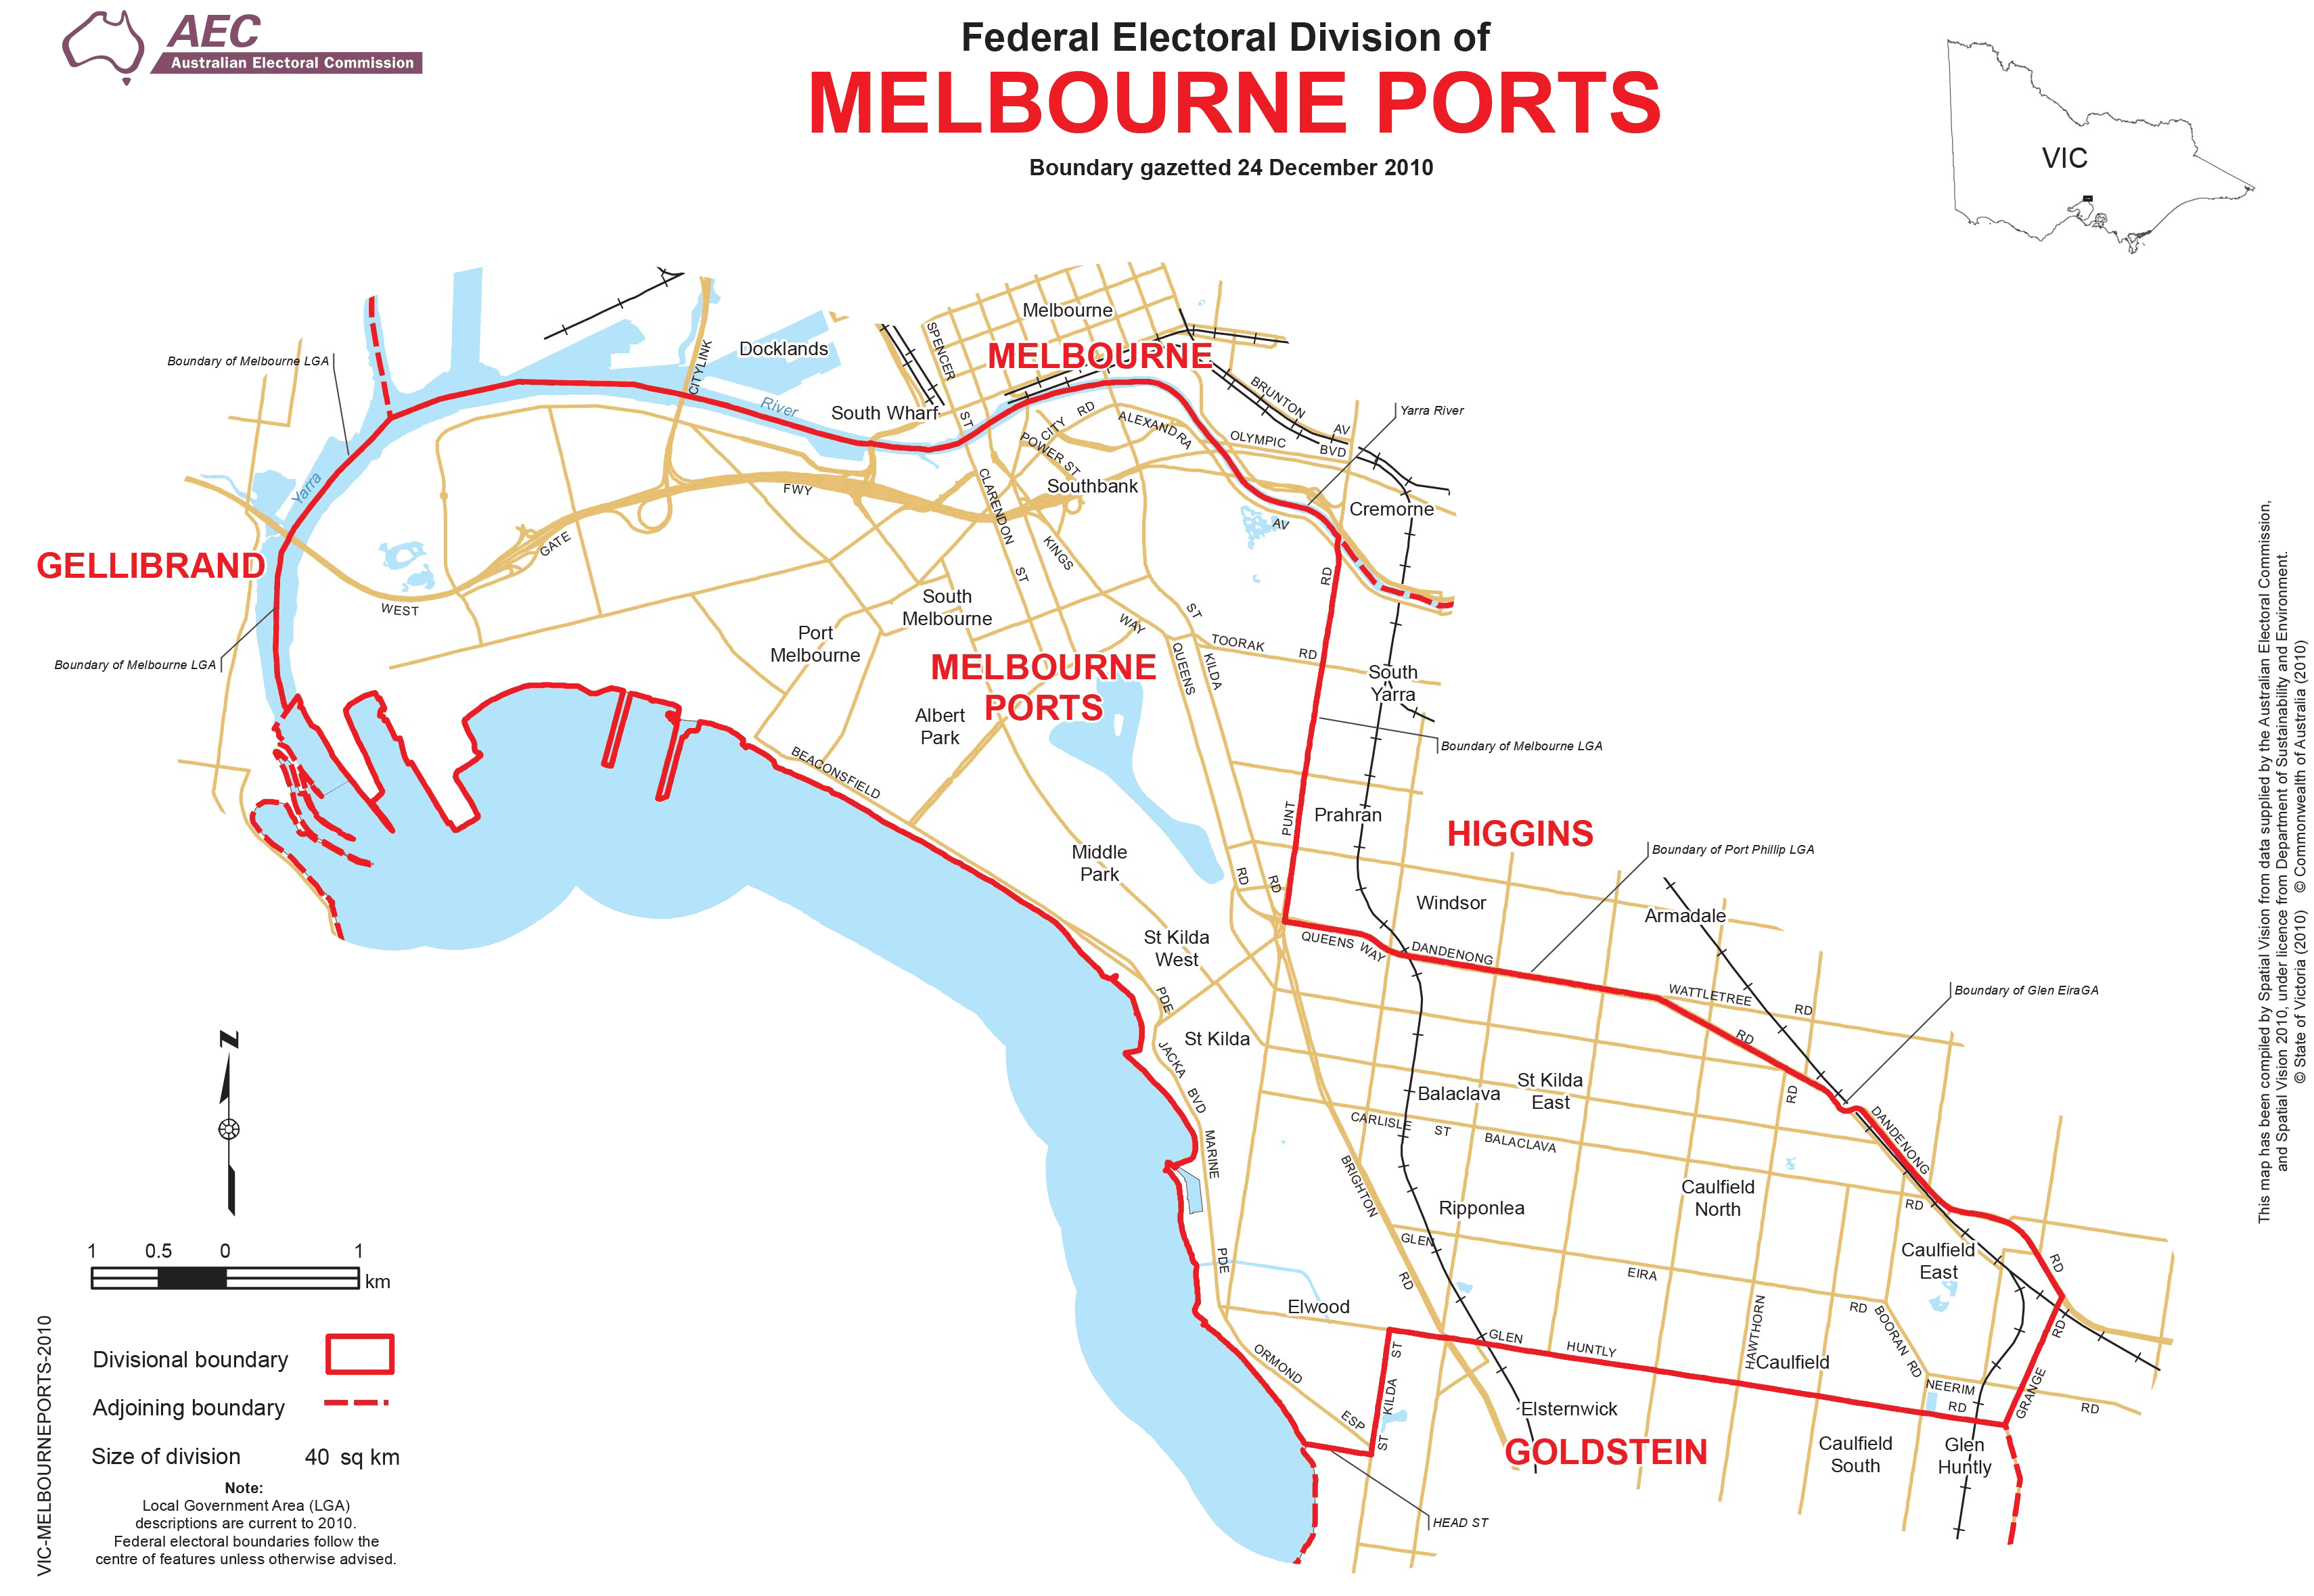 AEC
Australian Electoral Commission
Federal Electoral Division of
MELBOURNE PORTS
Boundary gazetted 24 December 2010
VIC
Melbourne
MELBOURNE
Docklands
SPENCER
ST
CITYLINK
River
South Wharf
CITY
RD
POWER ST
ALEXANDRA
AV
BRUNTON
AV
OLYMPIC
BVD
Yarra River
Boundary of Melbourne LGA
Yarra
FWY
GATE
WEST
CLARENDON
ST
Southbank
KINGS
WAY
Cremorne
GELLIBRAND
Boundary of Melbourne LGA
South
Melbourne
Port
Melbourne
MELBOURNE
PORTS
Albert
Park
ST
KILDA
RD
QUEENS
RD
TOORAK
RD
RD
PUNT
South
Yarra
Boundary of Melbourne LGA
BEACONSFIELD
PDE
Prahran
HIGGINS
Boundary of Port Phillip LGA
Middle
Park
Windsor
Armadale
St Kilda
West
QUEENS WAY
DANDENONG
RD
WATTLETREE
RD
Boundary of Glen EiraGA
St Kilda
JACKA
BVD
MARINE
PDE
Balaclava
St Kilda
East
RD
DANDENONG
RD
CARLISLE
ST
BALACLAVA
RD
BRIGHTON
RD
Ripponlea
Caulfield
North
Caulfield
East
GLEN
EIRA
RD
BOORAN RD
Elwood
HAWTHORN
GLEN
HUNTLY
RD
Caulfield
NEERIM
RD
GRANGE
RD
ORMOND
ESP
ST
KILDA
ST
Elsternwick
GOLDSTEIN
Caulfield
South
Glen
Huntly
HEAD ST
N
1
0.5
0
1
km
Divisional boundary
Adjoining boundary
Size of division 40 sq km
Note:
Local Government Area (LGA)
descriptions are current to 2010.
Federal electoral boundaries follow the
centre of features unless otherwise advised.
VIC-MELBOURNEPORTS-2010
This map has been compiled by Spatial Vision from data supplied by the Australian Electoral Commission,
and Spatial Vision 2010, under licence from Department of Sustainability and Environment.
© State of Victoria (2010) © Commonwealth of Australia (2010)